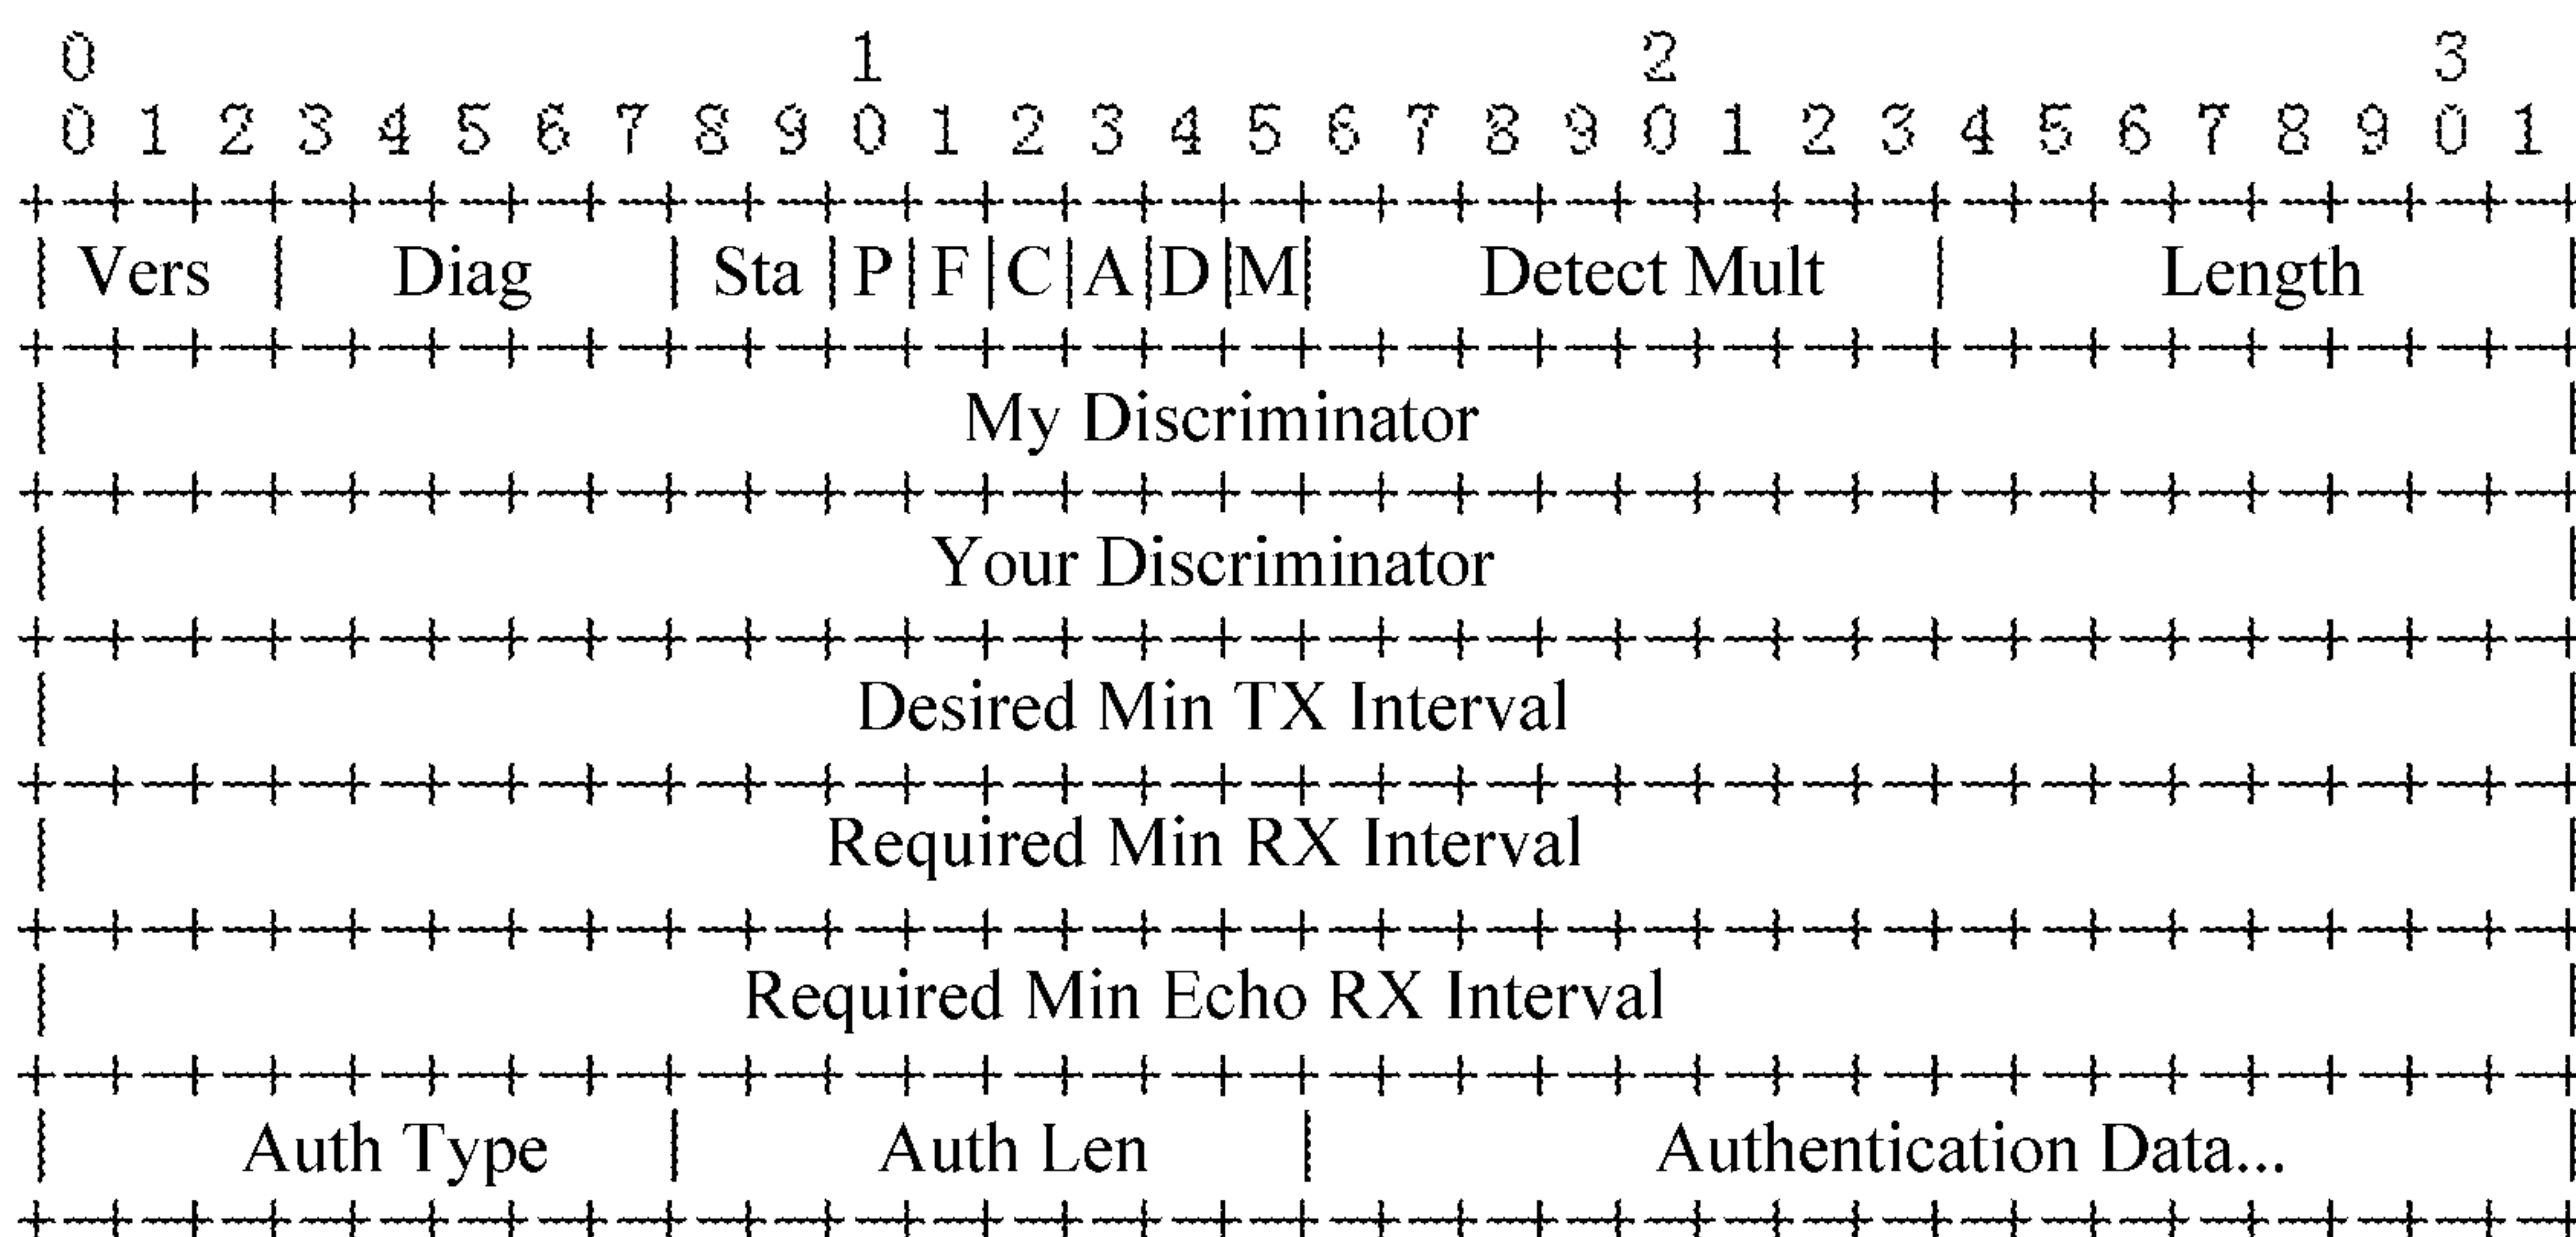 0 1 2 3
0 1 2 3 4 5 6 7 8 9 0 1 2 3 4 5 6 7 8 9 0 1 2 3 4 5 6 7 8 9 0 1
+-+-+-+-+-+-+-+-+-+-+-+-+-+-+-+-+-+-+-+-+-+-+-+-+-+-+-+-+-+-+-+-+
| Vers | Diag | Sta |P|F|C|A|D|M| Detect Mult | Length |
+-+-+-+-+-+-+-+-+-+-+-+-+-+-+-+-+-+-+-+-+-+-+-+-+-+-+-+-+-+-+-+-+
| My Discriminator |
+-+-+-+-+-+-+-+-+-+-+-+-+-+-+-+-+-+-+-+-+-+-+-+-+-+-+-+-+-+-+-+-+
| Your Discriminator |
+-+-+-+-+-+-+-+-+-+-+-+-+-+-+-+-+-+-+-+-+-+-+-+-+-+-+-+-+-+-+-+-+
| Desired Min TX Interval |
+-+-+-+-+-+-+-+-+-+-+-+-+-+-+-+-+-+-+-+-+-+-+-+-+-+-+-+-+-+-+-+-+
| Required Min RX Interval |
+-+-+-+-+-+-+-+-+-+-+-+-+-+-+-+-+-+-+-+-+-+-+-+-+-+-+-+-+-+-+-+-+
| Required Min Echo RX Interval |
+-+-+-+-+-+-+-+-+-+-+-+-+-+-+-+-+-+-+-+-+-+-+-+-+-+-+-+-+-+-+-+-+
| Auth Type | Auth Len | Authentication Data... |
+-+-+-+-+-+-+-+-+-+-+-+-+-+-+-+-+-+-+-+-+-+-+-+-+-+-+-+-+-+-+-+-+